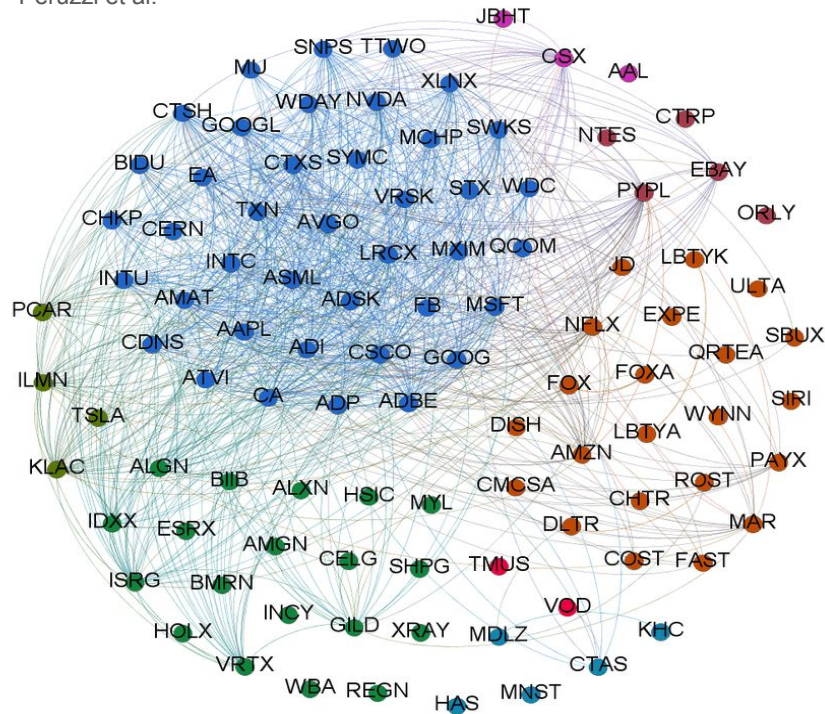 JBHT
SNPS TTWO
CSX
MU
XLNX
AAL
WDAY NVDA
CTSH
GOOGL
CTRP
MCHP SWKS
NTES
BIDU
EA
CTXS SYMC
EBAY
PYPL
VRSK STX WDC
CHKP
CERN
TXN
AVGO
ORLY
INTU
INTC
ASML
LRCX MXIM QCOM
JD
LBTYK
PCAR
AMAT
ADSK
FB
MSFT
ULTA
CDNS
AAPL
ADI
CSCO GOOG
NFLX
EXPE
SBUX
QRTEA
ILMN
ATVI
CA
ADP ADBE
FOX
FOXA
SIRI
TSLA
DISH
LBTYA
WYNN
KLAC
ALGN
BIIB
AMZN
PAYX
ALXN
HSIC
MYL
CMCSA
CHTR
ROST
IDXX
ESRX
AMGN
DLTR
MAR
ISRG
BMRN
CELG
SHPG
TMUS
COST
FAST
HOLX
INCY
GILD
XRAY
MDLZ
VOD
KHC
VRTX
CTAS
WBA
REGN
HAS
MNST